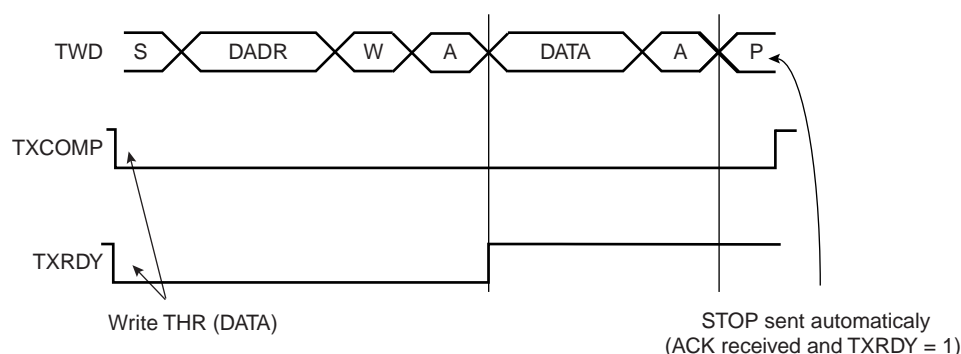 TWD S DADR W A DATA A P
TXCOMP
TXRDY
Write THR (DATA)
STOP sent automaticaly
(ACK received and TXRDY = 1)